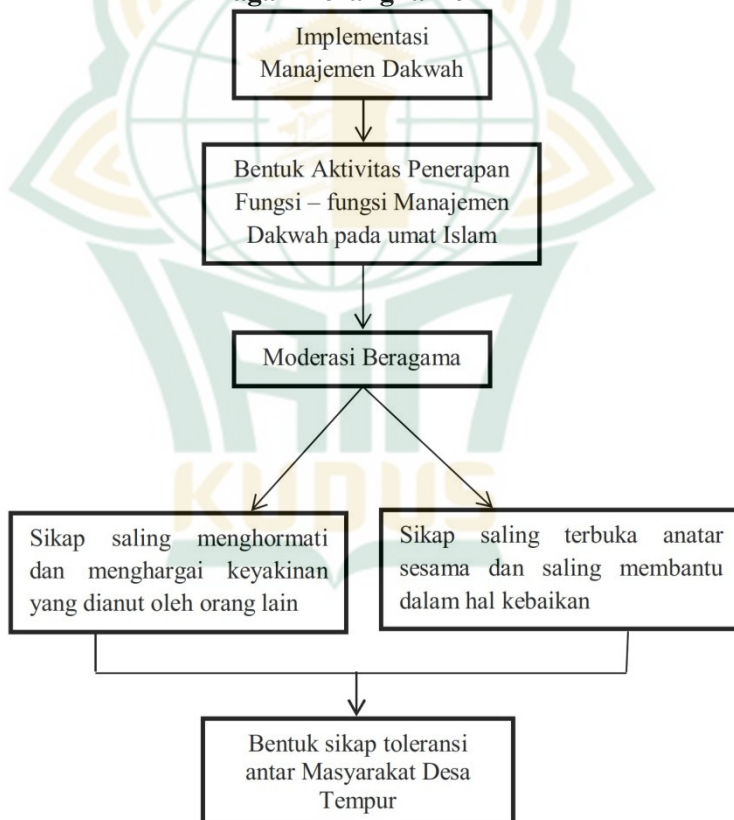 Implementasi
Manajemen Dakwah
Bentuk Aktivitas Penerapan
Fungsi – fungsi Manajemen
Dakwah pada umat Islam
Moderasi Beragama
Sikap saling menghormati
dan menghargai keyakinan
yang dianut oleh orang lain
Sikap saling terbuka anatar
sesama dan saling membantu
dalam hal kebaikan
Bentuk sikap toleransi
antar Masyarakat Desa
Tempur
IAIN
KUDUS